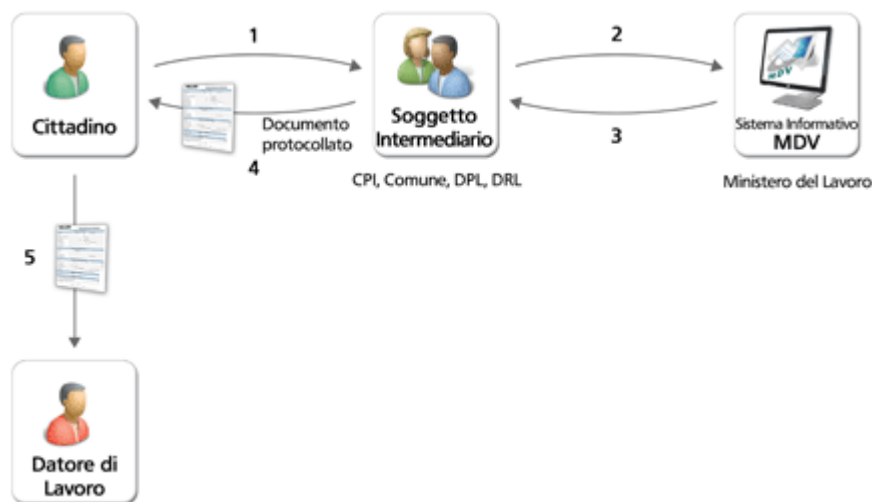 1
2
Cittadino
Documento
protocollato
4
Soggetto
Intermediario
CPI, Comune, DPL, DRL
3
MDV
Sistema Informativo
MDV
Ministero del Lavoro
5
Datore di
Lavoro